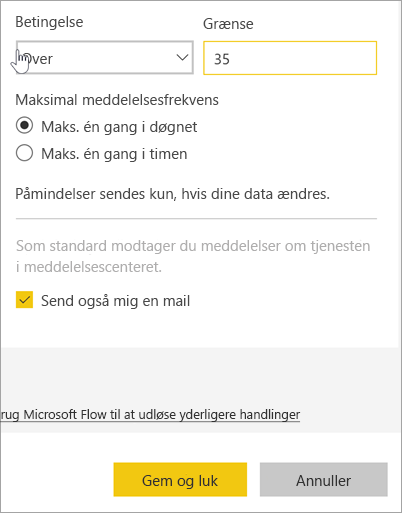 Betingelse
Grænse
Over
35
Maksimal meddelelsesfrekvens
Maks. én gang i døgnet
Maks. én gang i timen
Påmindelser sendes kun, hvis dine data ændres.
Som standard modtager du meddelelser om tjenesten
i meddelelsescenteret.
Send også mig en mail
rug Microsoft Flow til at udløse yderligere handlinger
Gem og luk
Annuller